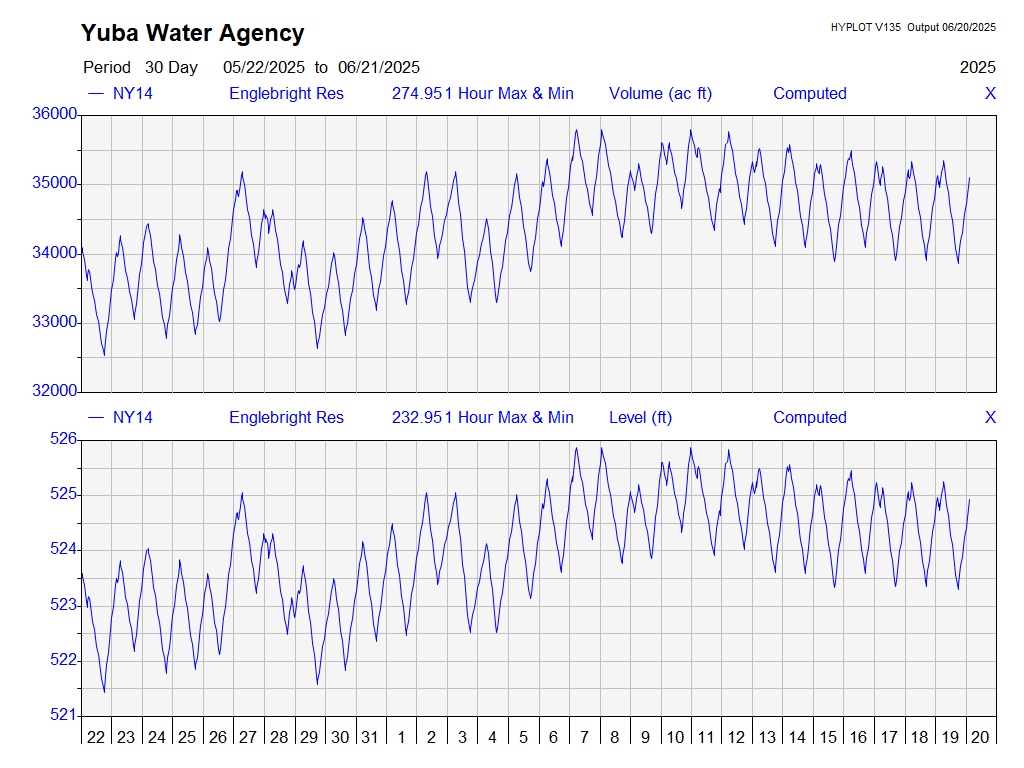 Yuba Water Agency
HYPLOT V135 Output 06/20/2025
Period 30 Day 05/22/2025 to 06/21/2025 2025
NY14 Englebright Res 274.951 Hour Max & Min Volume (ac ft) Computed X
36000
35000
34000
33000
32000
NY14 Englebright Res 232.951 Hour Max & Min Level (ft) Computed X
526
525
524
523
522
521
22 23 24 25 26 27 28 29 30 31 1 2 3 4 5 6 7 8 9 10 11 12 13 14 15 16 17 18 19 20